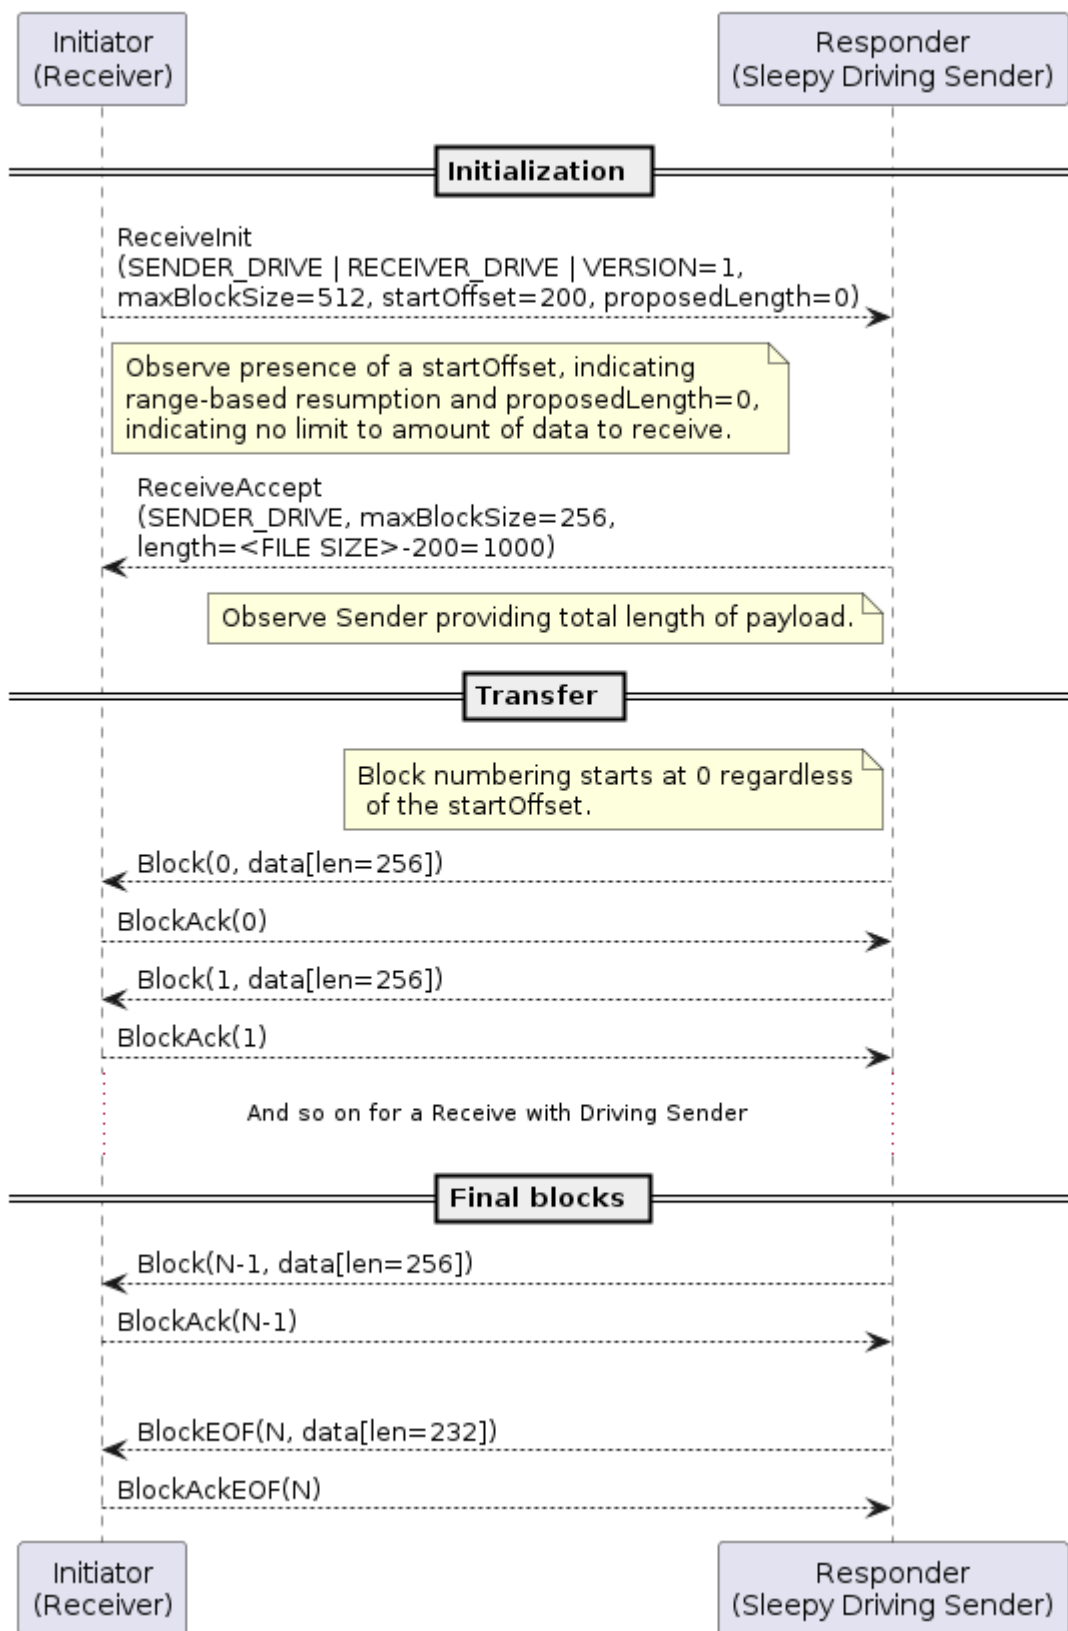 Initiator
(Receiver)
Responder
(Sleepy Driving Sender)
Initialization
ReceiveInit
(SENDER_DRIVE | RECEIVER_DRIVE | VERSION=1,
maxBlockSize=512, startOffset=200, proposedLength=0)
Observe presence of a startOffset, indicating
range-based resumption and proposedLength=0,
indicating no limit to amount of data to receive.
ReceiveAccept
(SENDER_DRIVE, maxBlockSize=256,
length=<FILE SIZE>-200=1000)
Observe Sender providing total length of payload.
Transfer
Block numbering starts at 0 regardless
of the startOffset.
Block(0, data[len=256])
BlockAck(0)
Block(1, data[len=256])
BlockAck(1)
And so on for a Receive with Driving Sender
Final blocks
Block(N-1, data[len=256])
BlockAck(N-1)
BlockEOF(N, data[len=232])
BlockAckEOF(N)
Initiator
(Receiver)
Responder
(Sleepy Driving Sender)